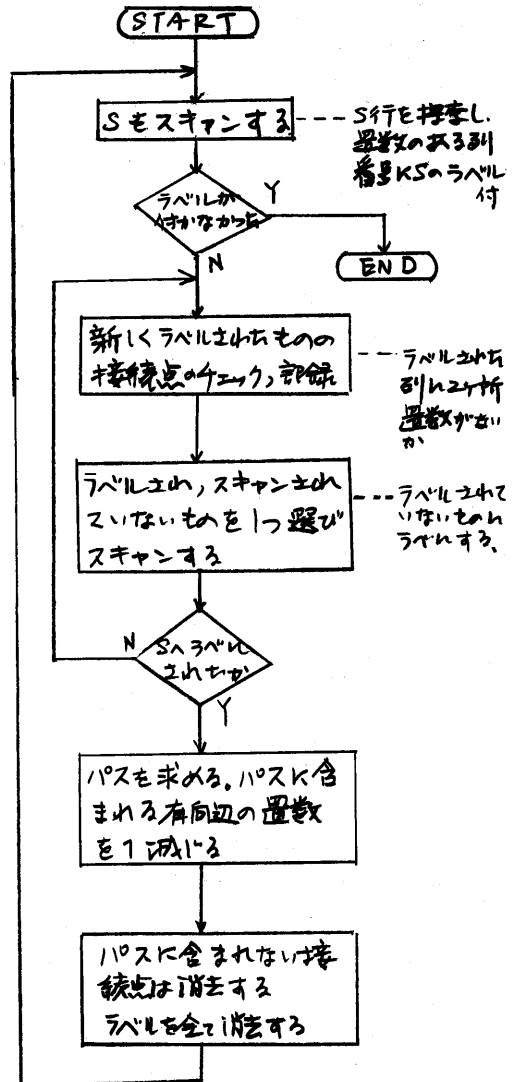 START
Sをスキャンする
S行を探索し、
置数のある列
番号にSのラベル
付
ラベルが
付かなかった
Y
N
END
新しくラベルされたものの
接続点のチェック、記録
ラベルされた
列に2ヶ所
置数がない
か
ラベルされ,スキャンされ
ていないものを1つ選び
スキャンする
ラベルされて
いないものに
ラベルする、
Sへラベル
されたか
N
Y
パスを求める。パスに含
まれる有向辺の置数
を1減じる
パスに含まれない接
続点は消去する
ラベルを全て消去する